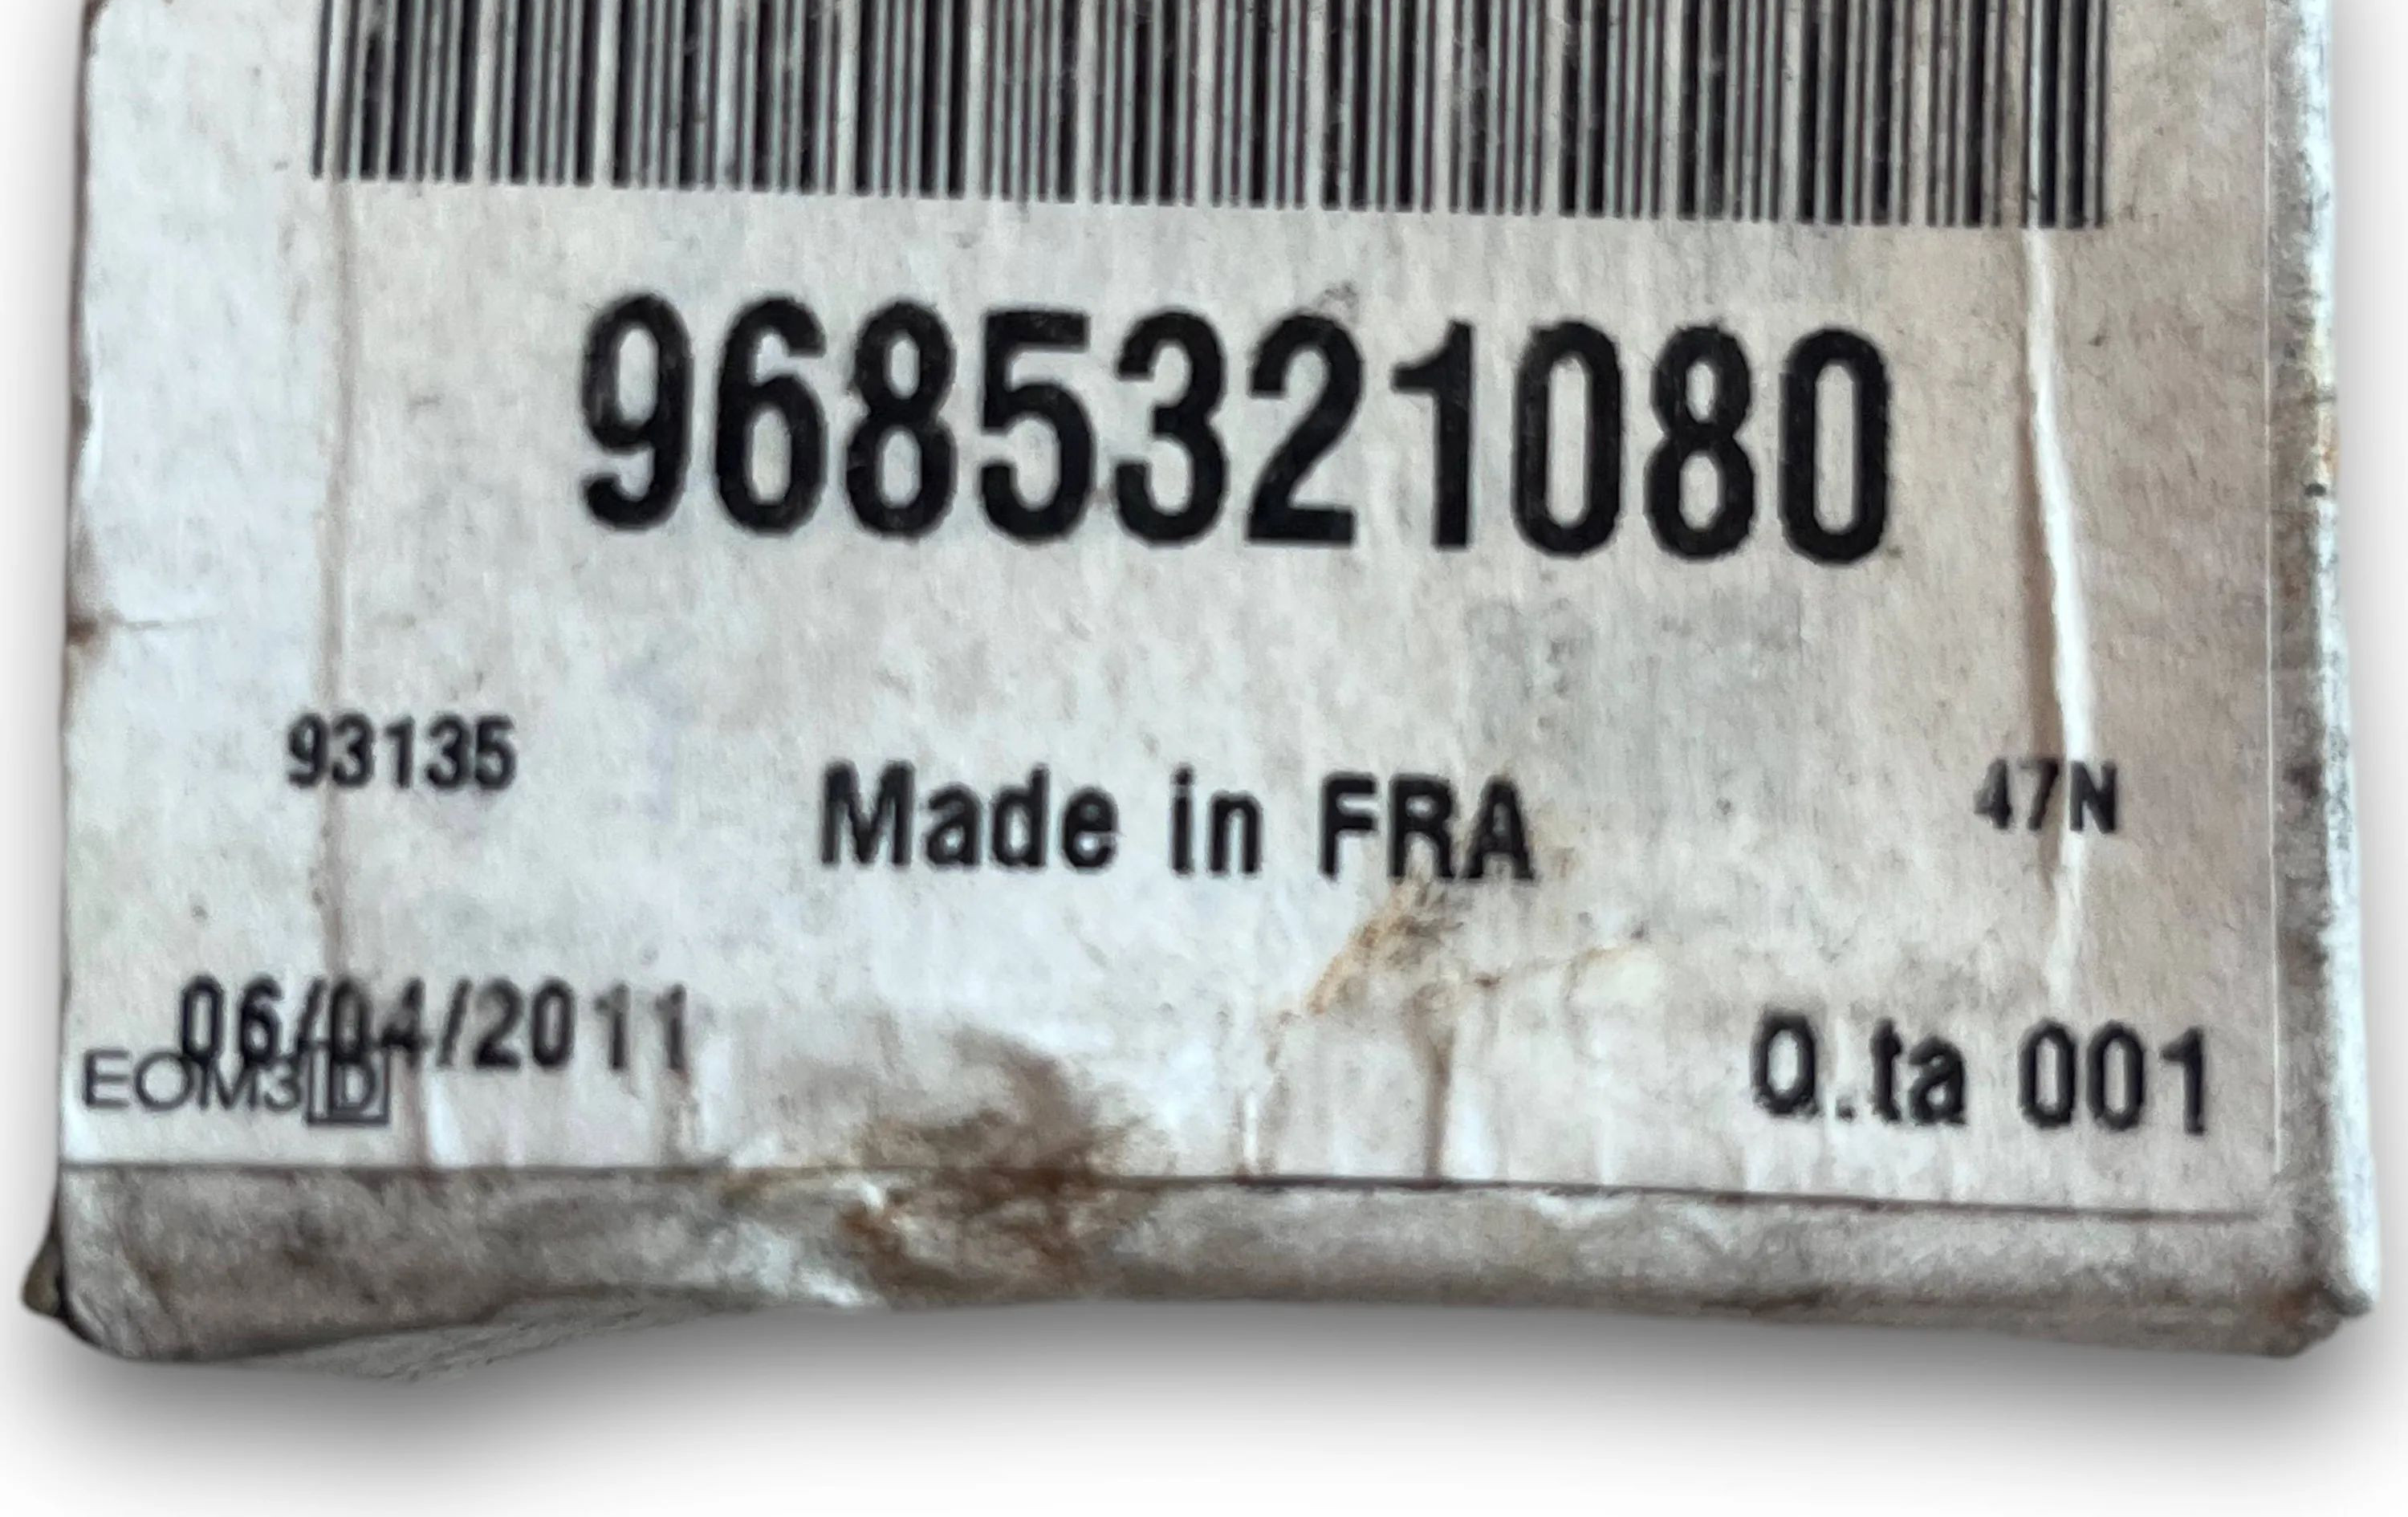 9685321080
93135 Made in FRA 47N
06/04/2011 Q.ta 001
EOM3 D